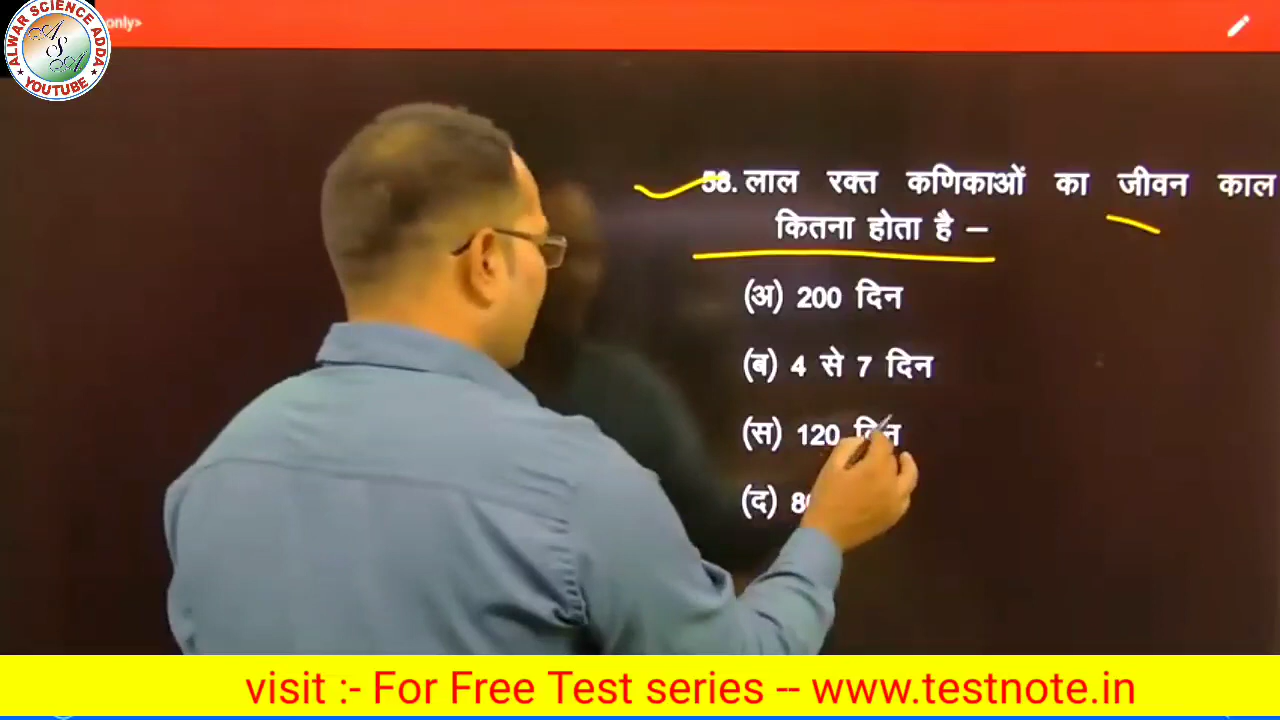 only>
ALWAR SCIENCE ADDA
A S A
YOUTUBE
58. लाल रक्त कणिकाओं का जीवन काल
कितना होता है –
(अ) 200 दिन
(ब) 4 से 7 दिन
(स) 120 दिन
(द)
visit :- For Free Test series -- www.testnote.in